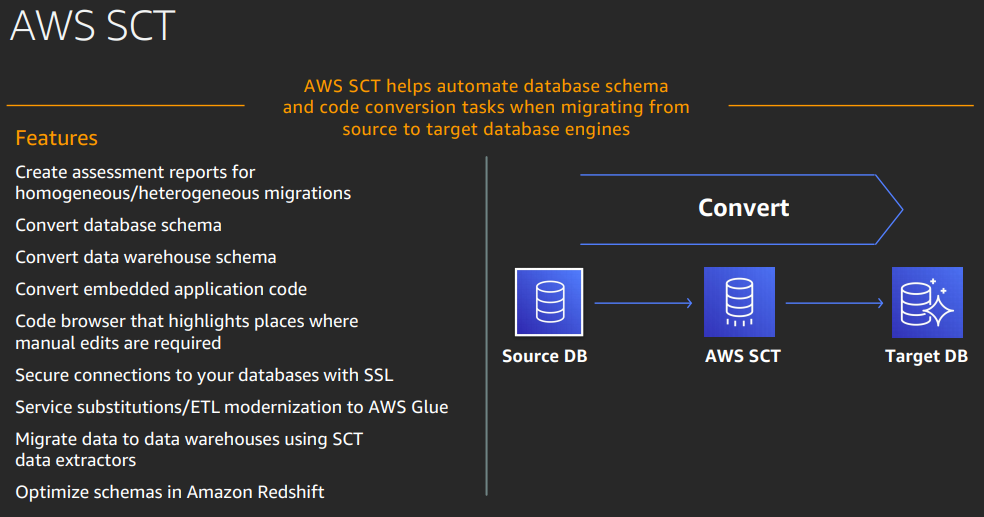 AWS SCT
AWS SCT helps automate database schema
and code conversion tasks when migrating from
source to target database engines
Features
Create assessment reports for
homogeneous/heterogeneous migrations
Convert database schema
Convert data warehouse schema
Convert embedded application code
Code browser that highlights places where
manual edits are required
Secure connections to your databases with SSL
Service substitutions/ETL modernization to AWS Glue
Migrate data to data warehouses using SCT
data extractors
Optimize schemas in Amazon Redshift
Convert
Source DB
AWS SCT
Target DB